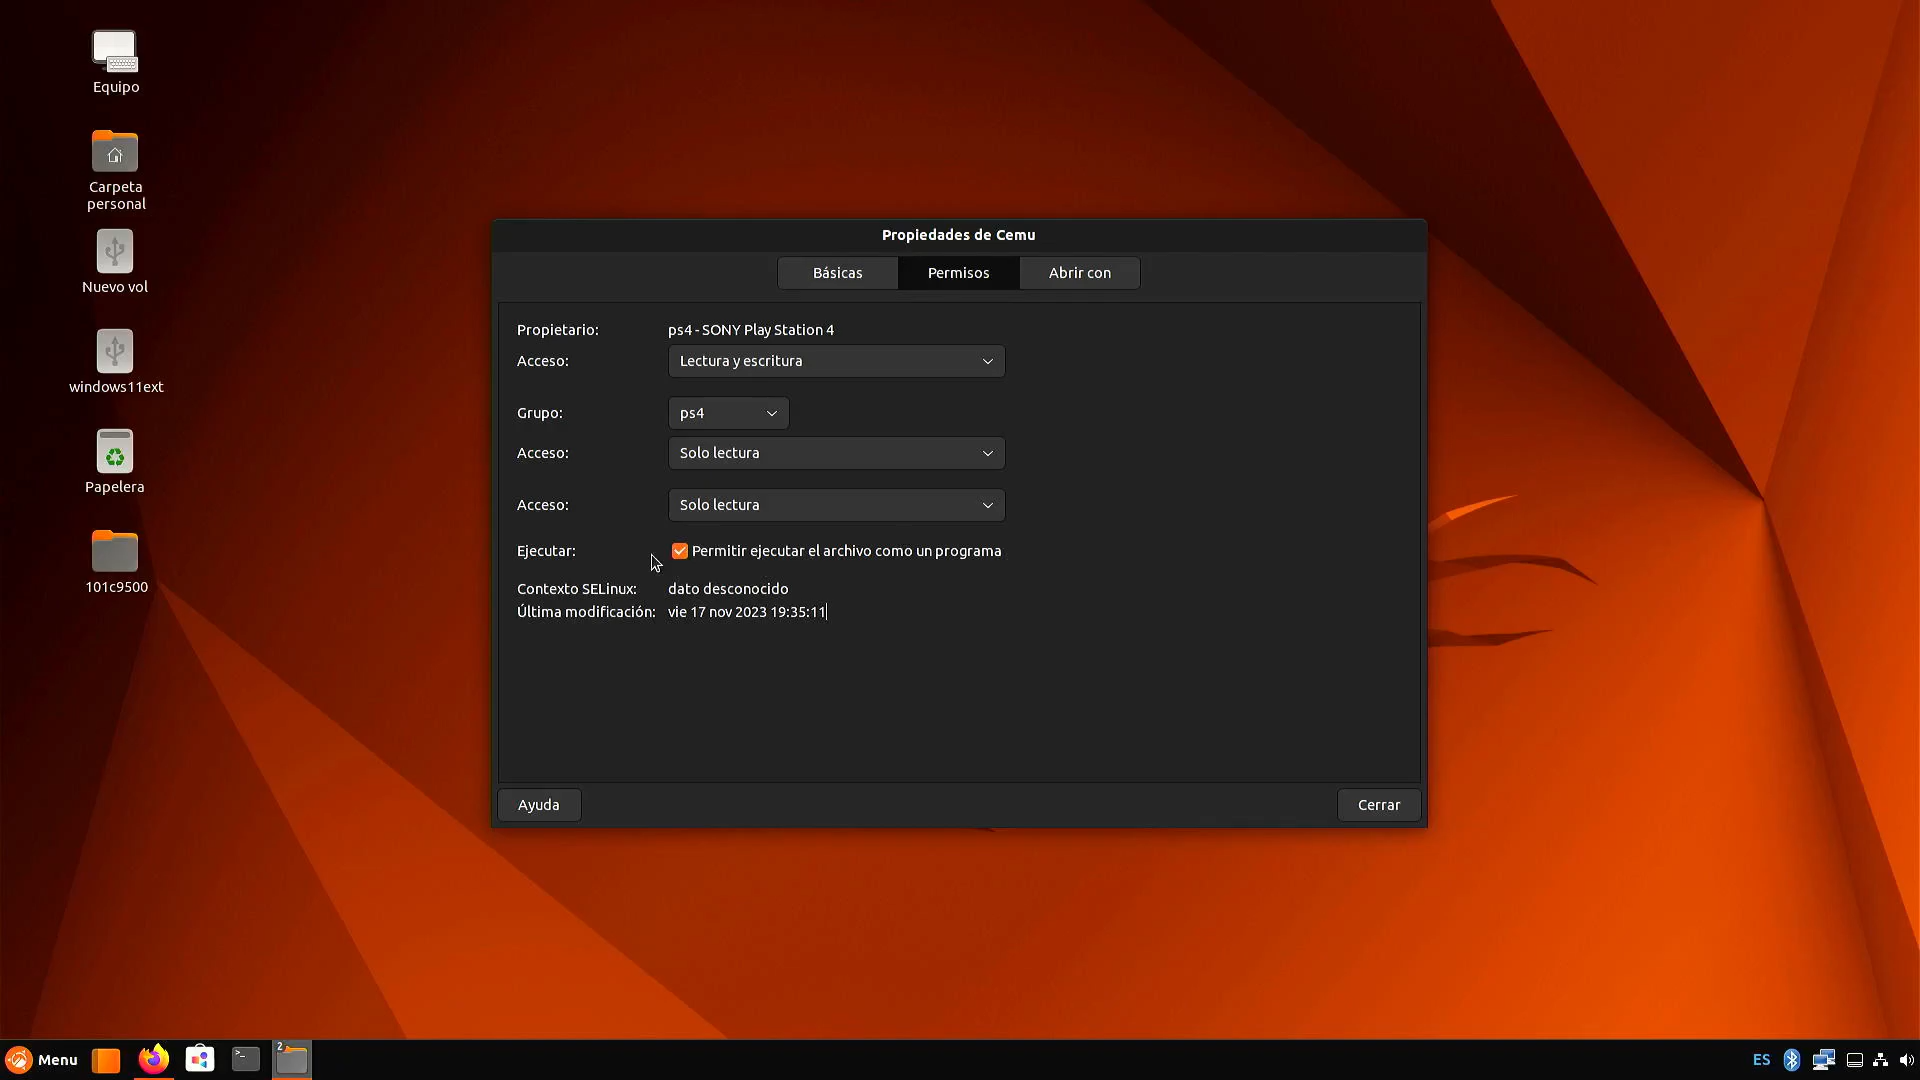 Equipo
Carpeta
personal
Nuevo vol
windows11ext
Papelera
101c9500
Propiedades de Cemu
Básicas
Permisos
Abrir con
Propietario: ps4 - SONY Play Station 4
Acceso: Lectura y escritura
Grupo: ps4
Acceso: Solo lectura
Acceso: Solo lectura
Ejecutar: Permitir ejecutar el archivo como un programa
Contexto SELinux: dato desconocido
Última modificación: vie 17 nov 2023 19:35:11
Ayuda
Cerrar
Menu
2
ES